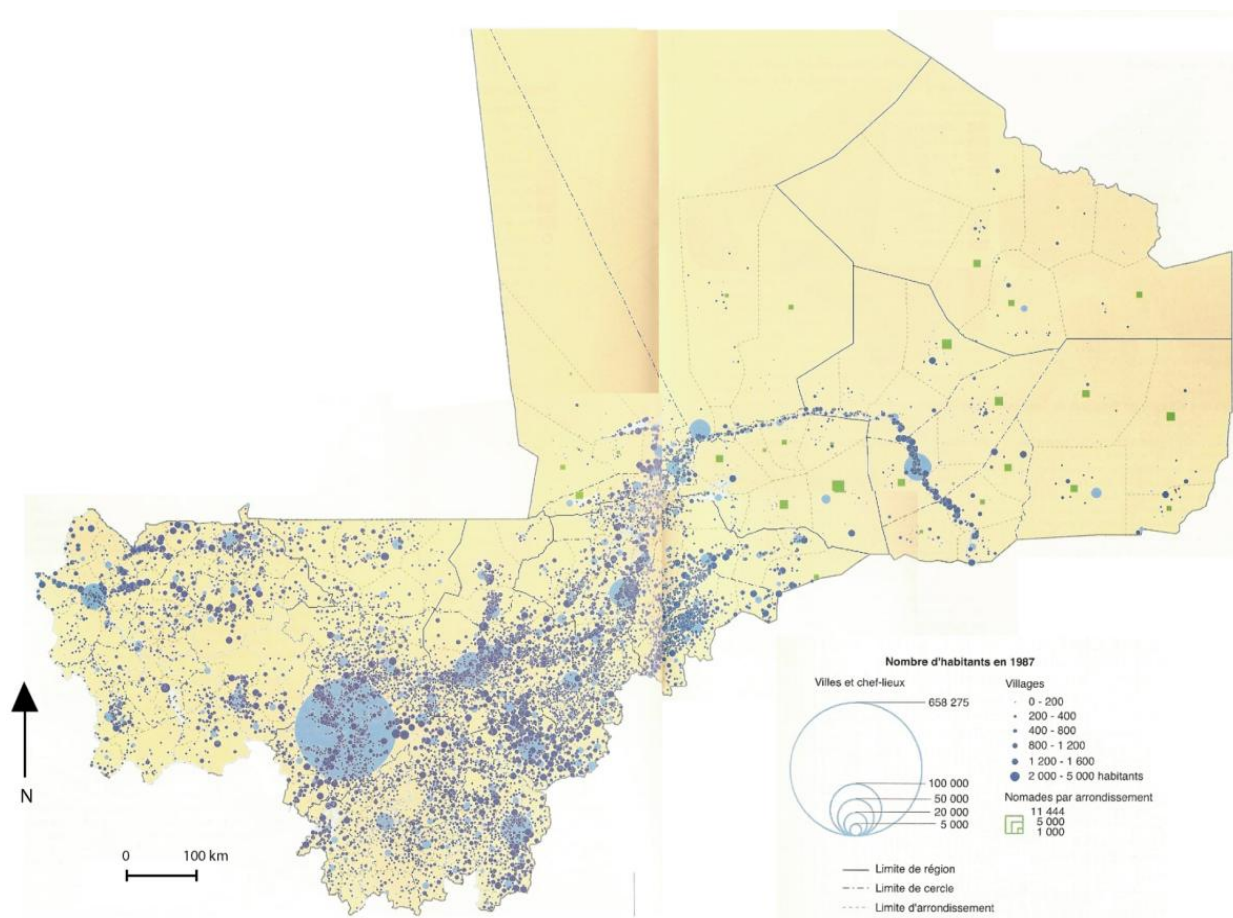 N
0 100 km
Nombre d'habitants en 1987
Villes et chef-lieux
658 275
100 000
50 000
20 000
5 000
Villages
0 - 200
200 - 400
400 - 800
800 - 1 200
1 200 - 1 600
2 000 - 5 000 habitants
Nomades par arrondissement
11 444
5 000
1 000
Limite de région
Limite de cercle
Limite d'arrondissement